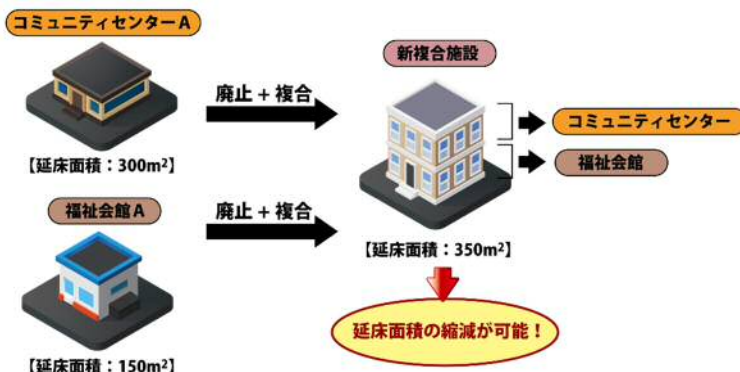 コミュニティセンターA
【延床面積：300m²】
廃止 + 複合
福祉会館A
【延床面積：150m²】
廃止 + 複合
新複合施設
【延床面積：350m²】
コミュニティセンター
福祉会館
延床面積の縮減が可能！